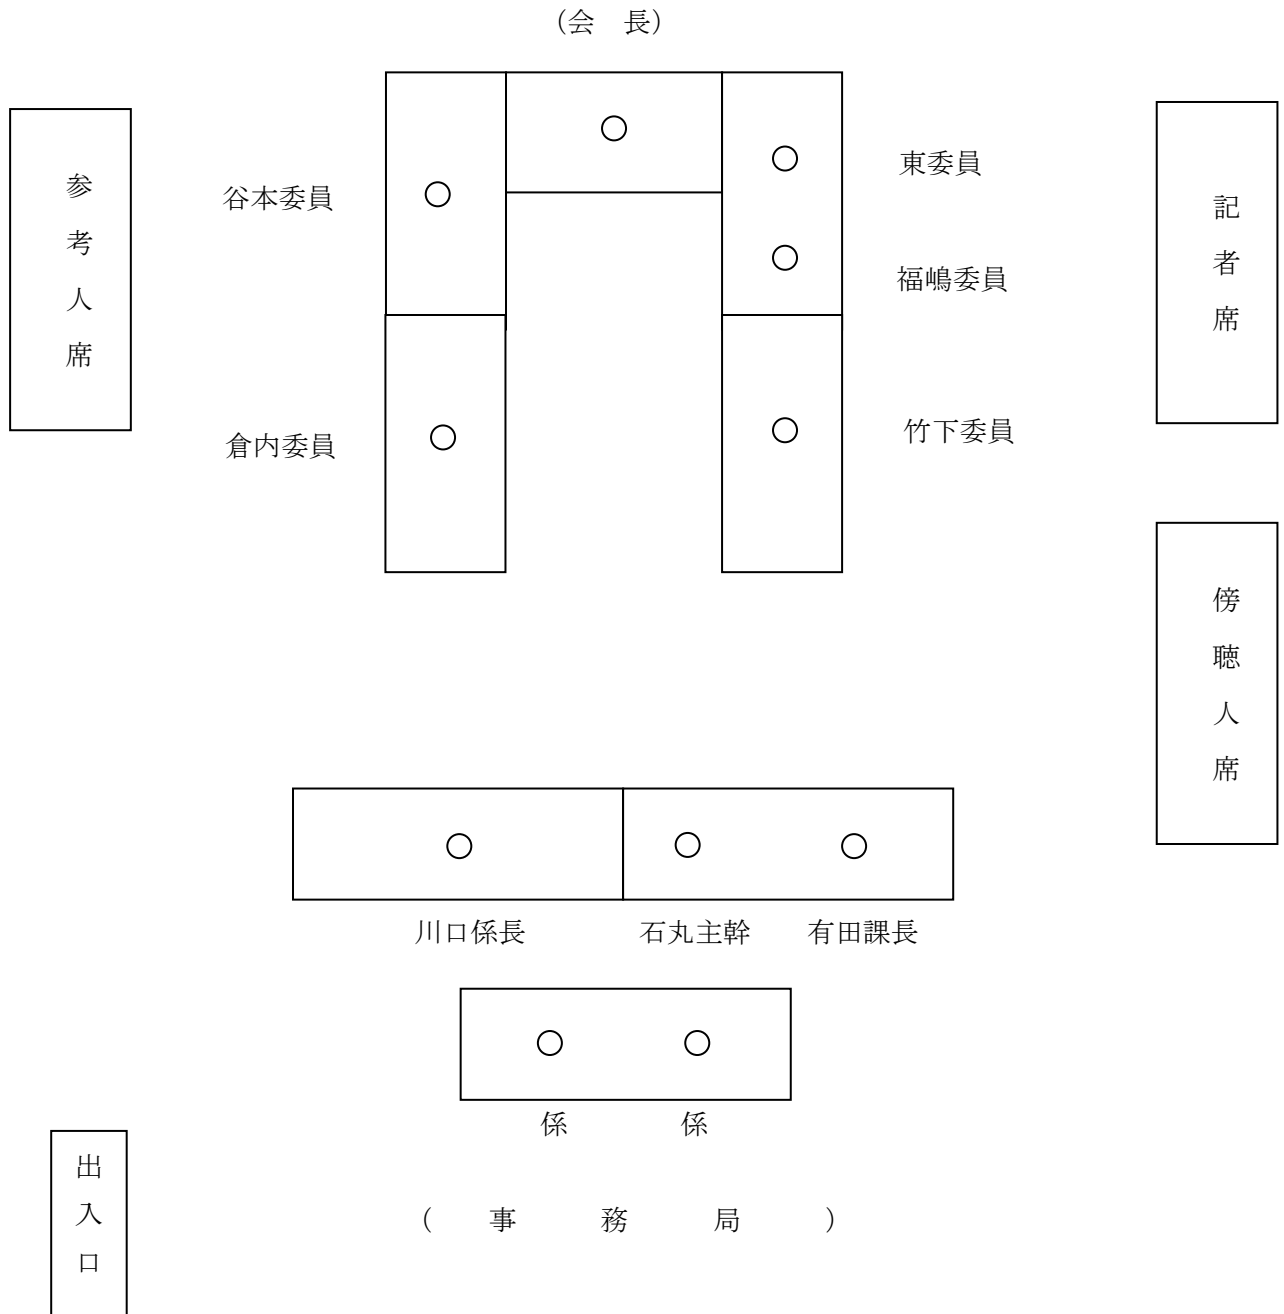 （会　長）
参考人席
谷本委員
東委員
記者席
福嶋委員
倉内委員
竹下委員
傍聴人席
川口係長
石丸主幹
有田課長
係
係
出入口
（　事　務　局　）